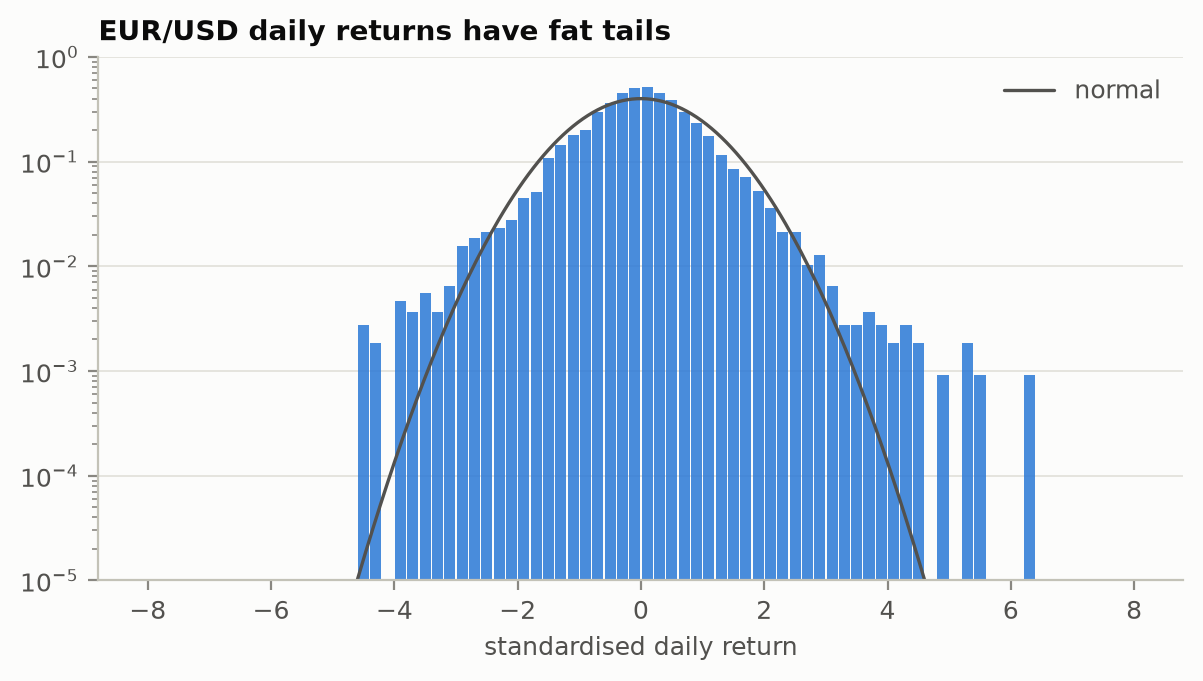 EUR/USD daily returns have fat tails
10⁰
normal
10⁻¹
10⁻²
10⁻³
10⁻⁴
10⁻⁵
−8 −6 −4 −2 0 2 4 6 8
standardised daily return